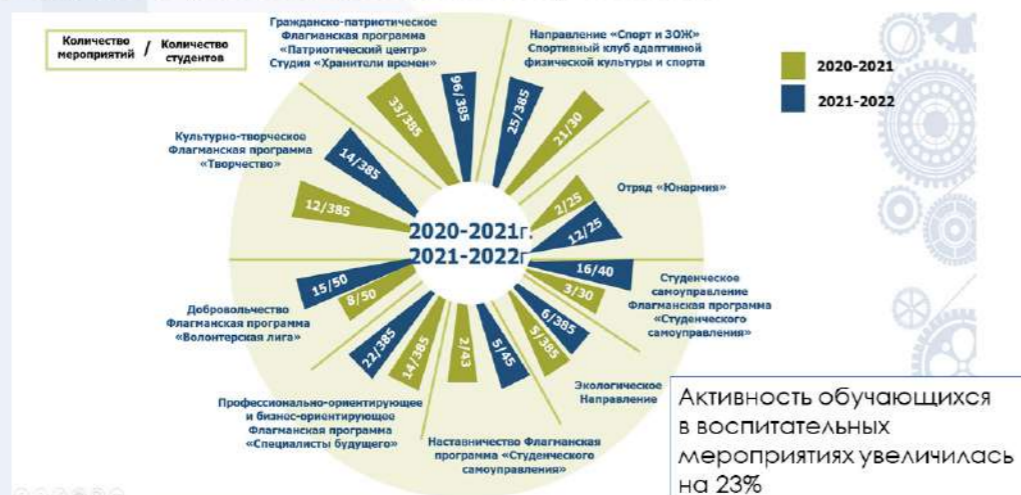 Количество
мероприятий / Количество
студентов
Гражданско-патриотическое
Флагманская программа
«Патриотический центр»
Студия «Хранители времен»
Направление «Спорт и ЗОЖ»
Спортивный клуб адаптивной
физической культуры и спорта
2020-2021
2021-2022
33/385
96/385
25/385
21/30
Культурно-творческое
Флагманская программа
«Творчество»
14/385
12/385
Отряд «Юнармия»
2/25
12/25
2020-2021г.
2021-2022г
16/40
3/30
Студенческое
самоуправление
Флагманская программа
«Студенческого
самоуправления»
15/50
8/50
Добровольчество
Флагманская программа
«Волонтерская лига»
22/385
14/385
2/43
5/45
5/385
6/385
Экологическое
Направление
Профессионально-ориентирующее
и бизнес-ориентирующее
Флагманская программа
«Специалисты будущего»
Наставничество Флагманская
программа «Студенческого
самоуправления»
Активность обучающихся
в воспитательных
мероприятиях увеличилась
на 23%